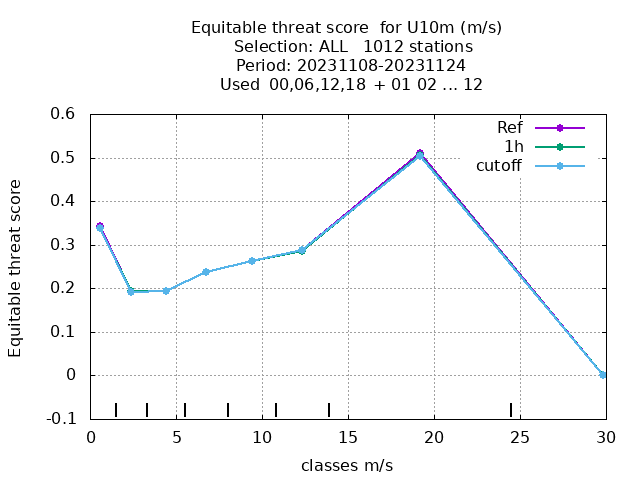 Equitable threat score  for U10m (m/s)
Selection: ALL   1012 stations
Period: 20231108-20231124
Used  00,06,12,18  + 01 02 ... 12
Ref
1h
cutoff
Equitable threat score
0.6
0.5
0.4
0.3
0.2
0.1
0
-0.1
0 5 10 15 20 25 30
classes m/s